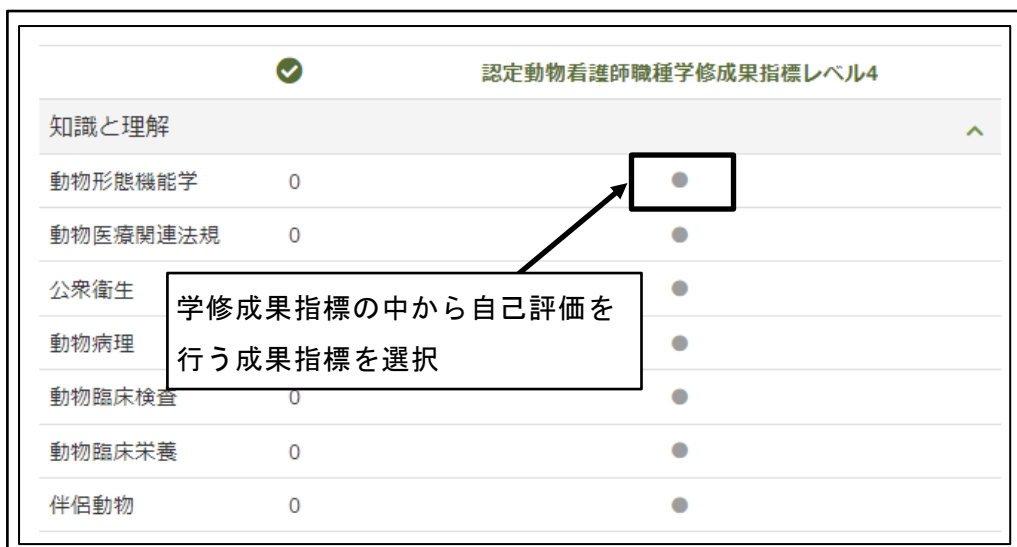 認定動物看護師職種学修成果指標レベル4
知識と理解
動物形態機能学 0
動物医療関連法規 0
公衆衛生
動物病理
学修成果指標の中から自己評価を
行う成果指標を選択
動物臨床検査 0
動物臨床栄養 0
伴侶動物 0